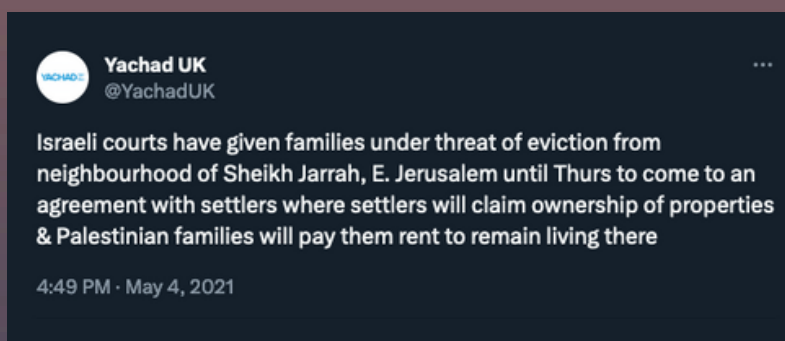 Yachad UK
@YachadUK
Israeli courts have given families under threat of eviction from
neighbourhood of Sheikh Jarrah, E. Jerusalem until Thurs to come to an
agreement with settlers where settlers will claim ownership of properties
& Palestinian families will pay them rent to remain living there
4:49 PM · May 4, 2021